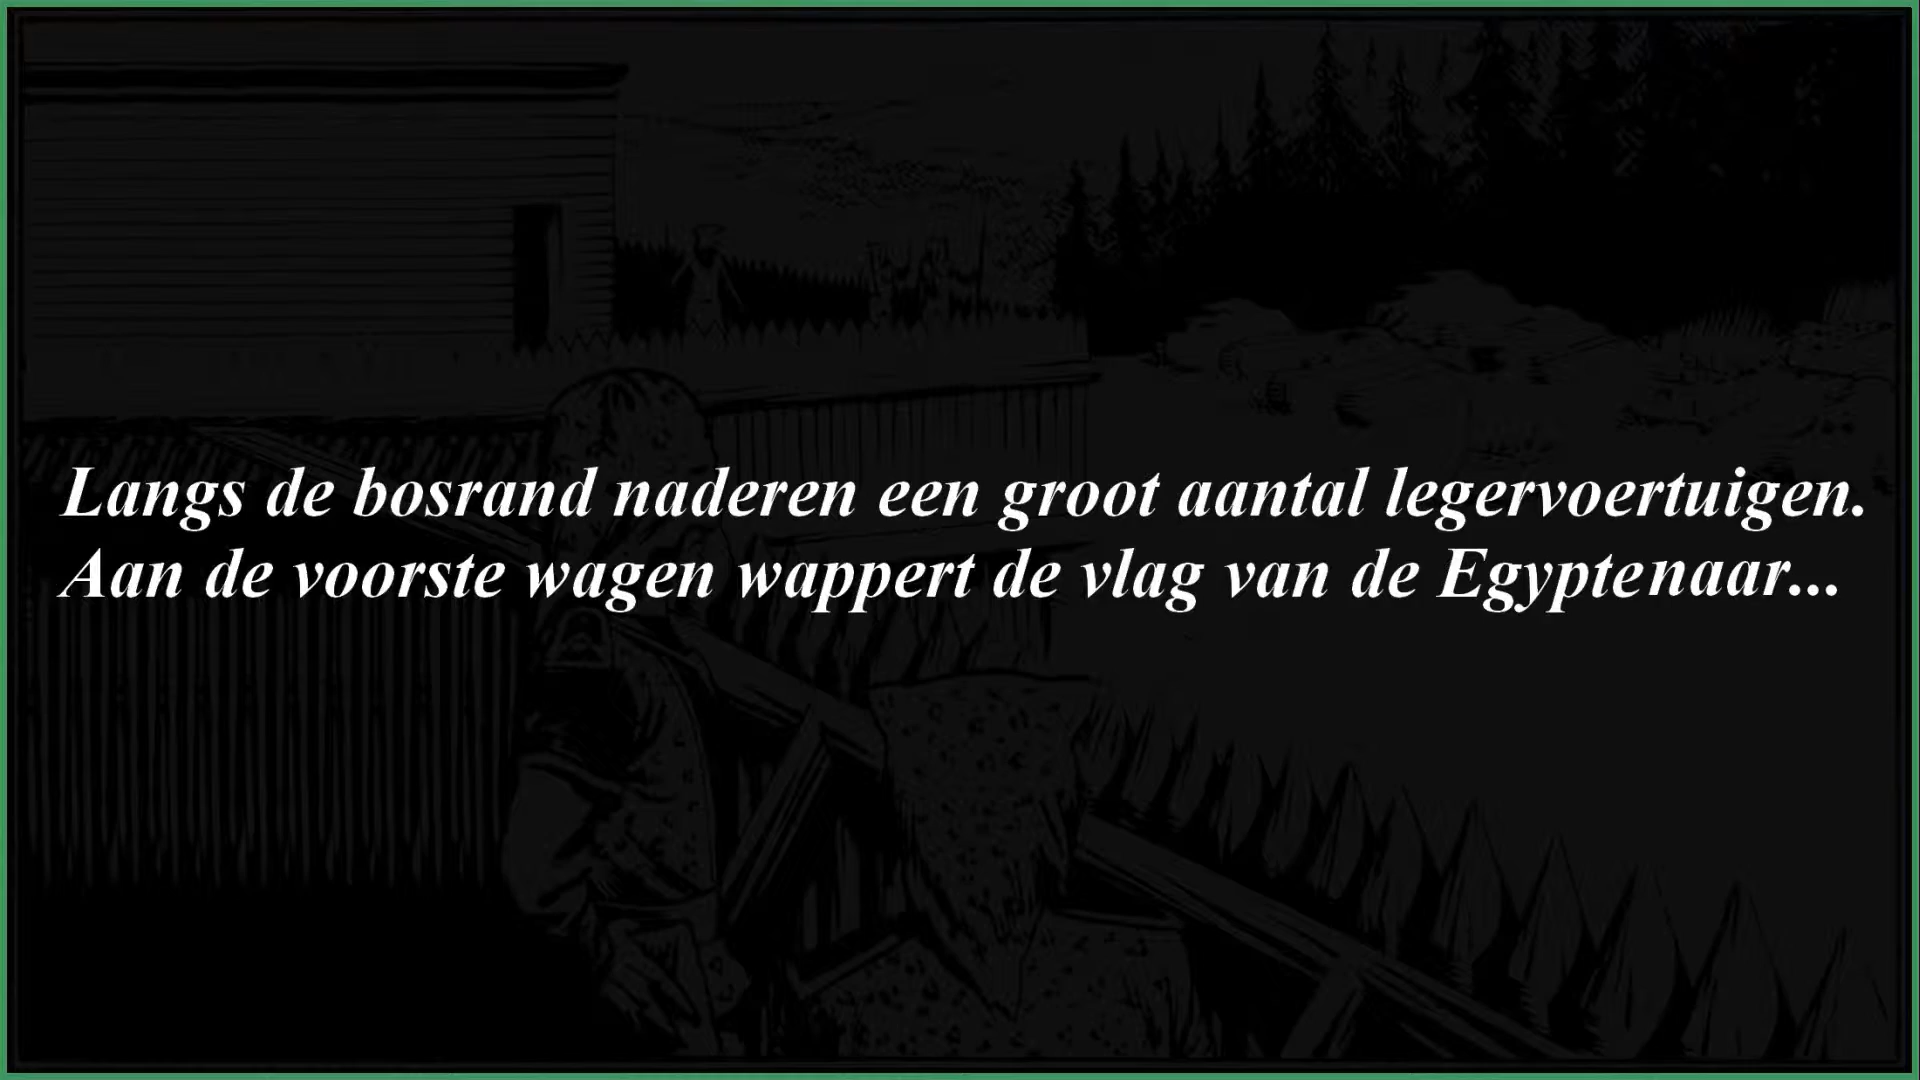 Langs de bosrand naderen een groot aantal legervoertuigen.
Aan de voorste wagen wappert de vlag van de Egyptenaar...